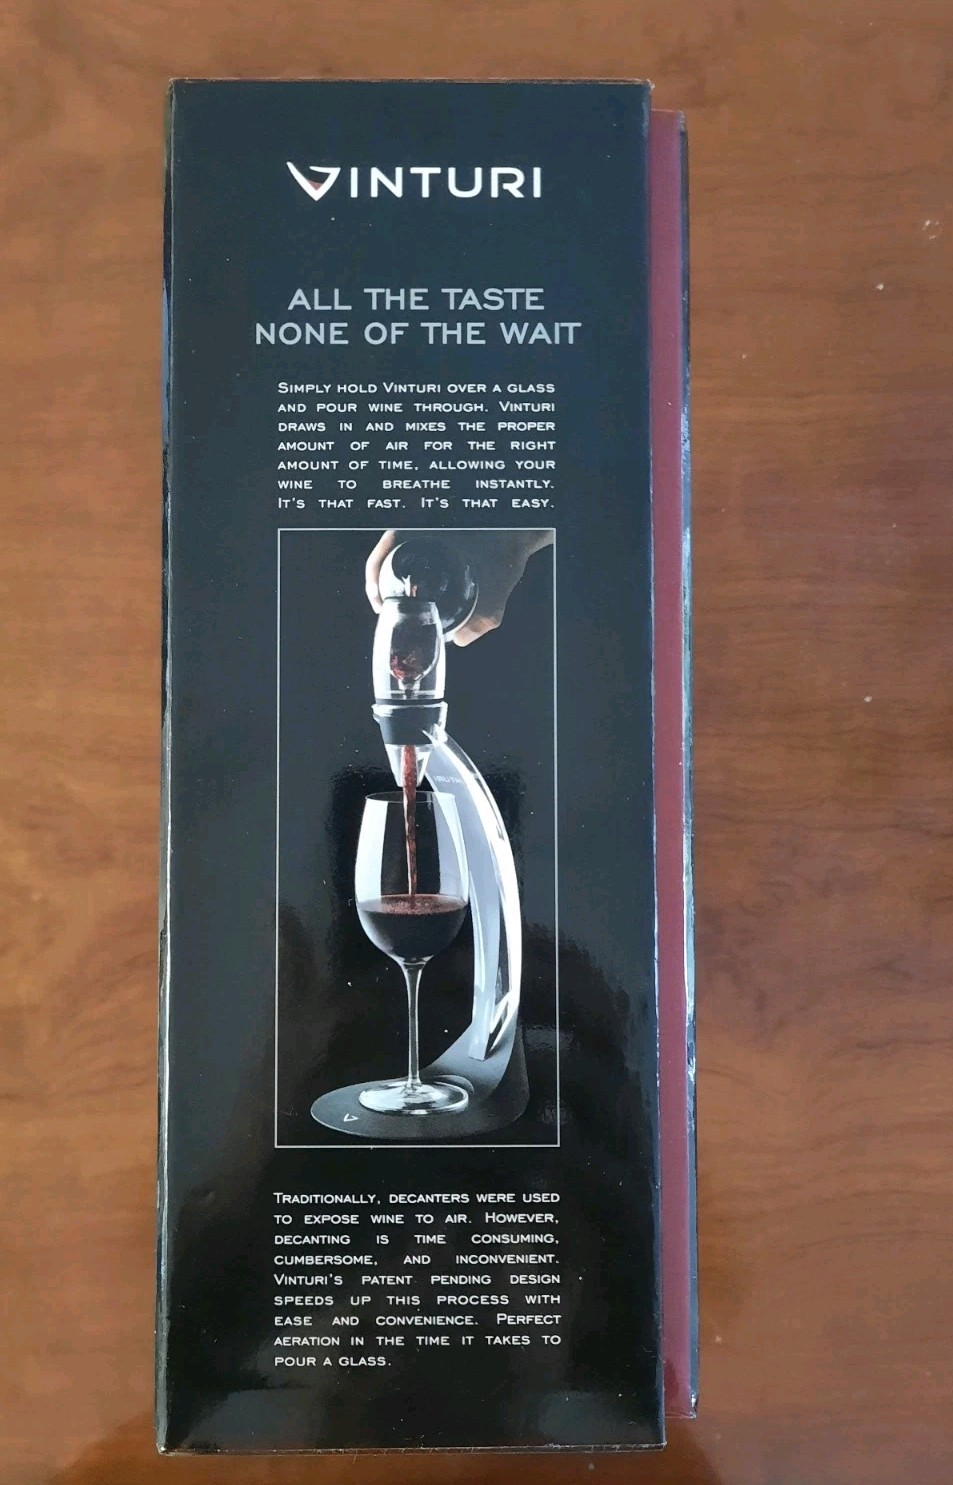 VINTURI
ALL THE TASTE
NONE OF THE WAIT
SIMPLY HOLD VINTURI OVER A GLASS
AND POUR WINE THROUGH. VINTURI
DRAWS IN AND MIXES THE PROPER
AMOUNT OF AIR FOR THE RIGHT
AMOUNT OF TIME, ALLOWING YOUR
WINE TO BREATHE INSTANTLY.
IT'S THAT FAST. IT'S THAT EASY.
TRADITIONALLY, DECANTERS WERE USED
TO EXPOSE WINE TO AIR. HOWEVER,
DECANTING IS TIME CONSUMING,
CUMBERSOME, AND INCONVENIENT.
VINTURI'S PATENT PENDING DESIGN
SPEEDS UP THIS PROCESS WITH
EASE AND CONVENIENCE. PERFECT
AERATION IN THE TIME IT TAKES TO
POUR A GLASS.